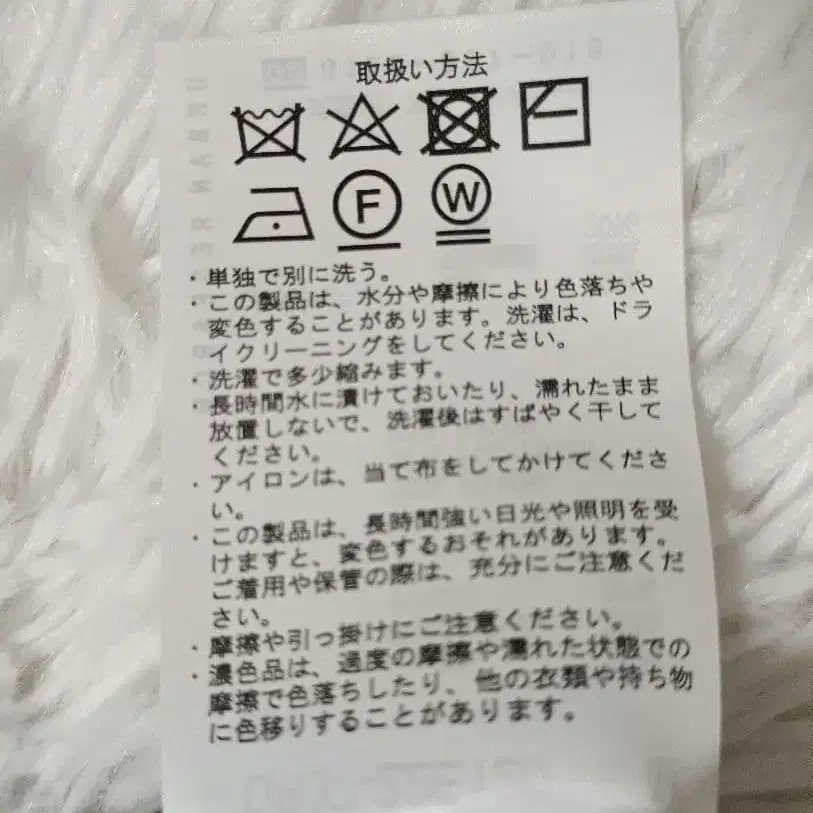 取扱い方法
F W
・単独で別に洗う。
・この製品は、水分や摩擦により色落ちや
変色することがあります。洗濯は、ドラ
イクリーニングをしてください。
・洗濯で多少縮みます。
・長時間水に漬けておいたり、濡れたまま
放置しないで、洗濯後はすばやく干して
ください。
・アイロンは、当て布をしてかけてくださ
い。
・この製品は、長時間強い日光や照明を受
けますと、変色するおそれがあります。
ご着用や保管の際は、充分にご注意くだ
さい。
・摩擦や引っ掛けにご注意ください。
・濃色品は、過度の摩擦や濡れた状態での
摩擦で色落ちしたり、他の衣類や持ち物
に色移りすることがあります。